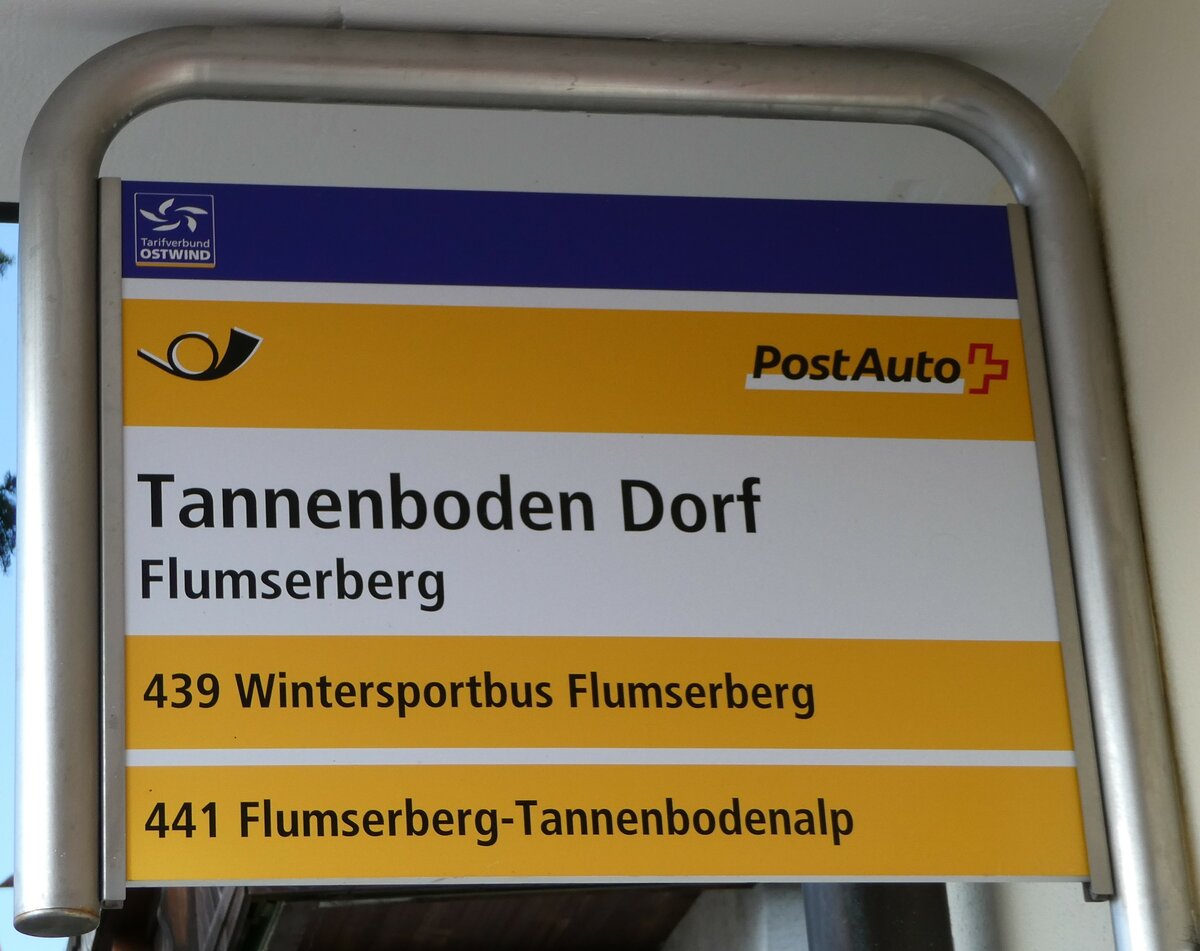 Tarifverbund
OSTWIND
PostAuto
Tannenboden Dorf
Flumserberg
439 Wintersportbus Flumserberg
441 Flumserberg-Tannenbodenalp